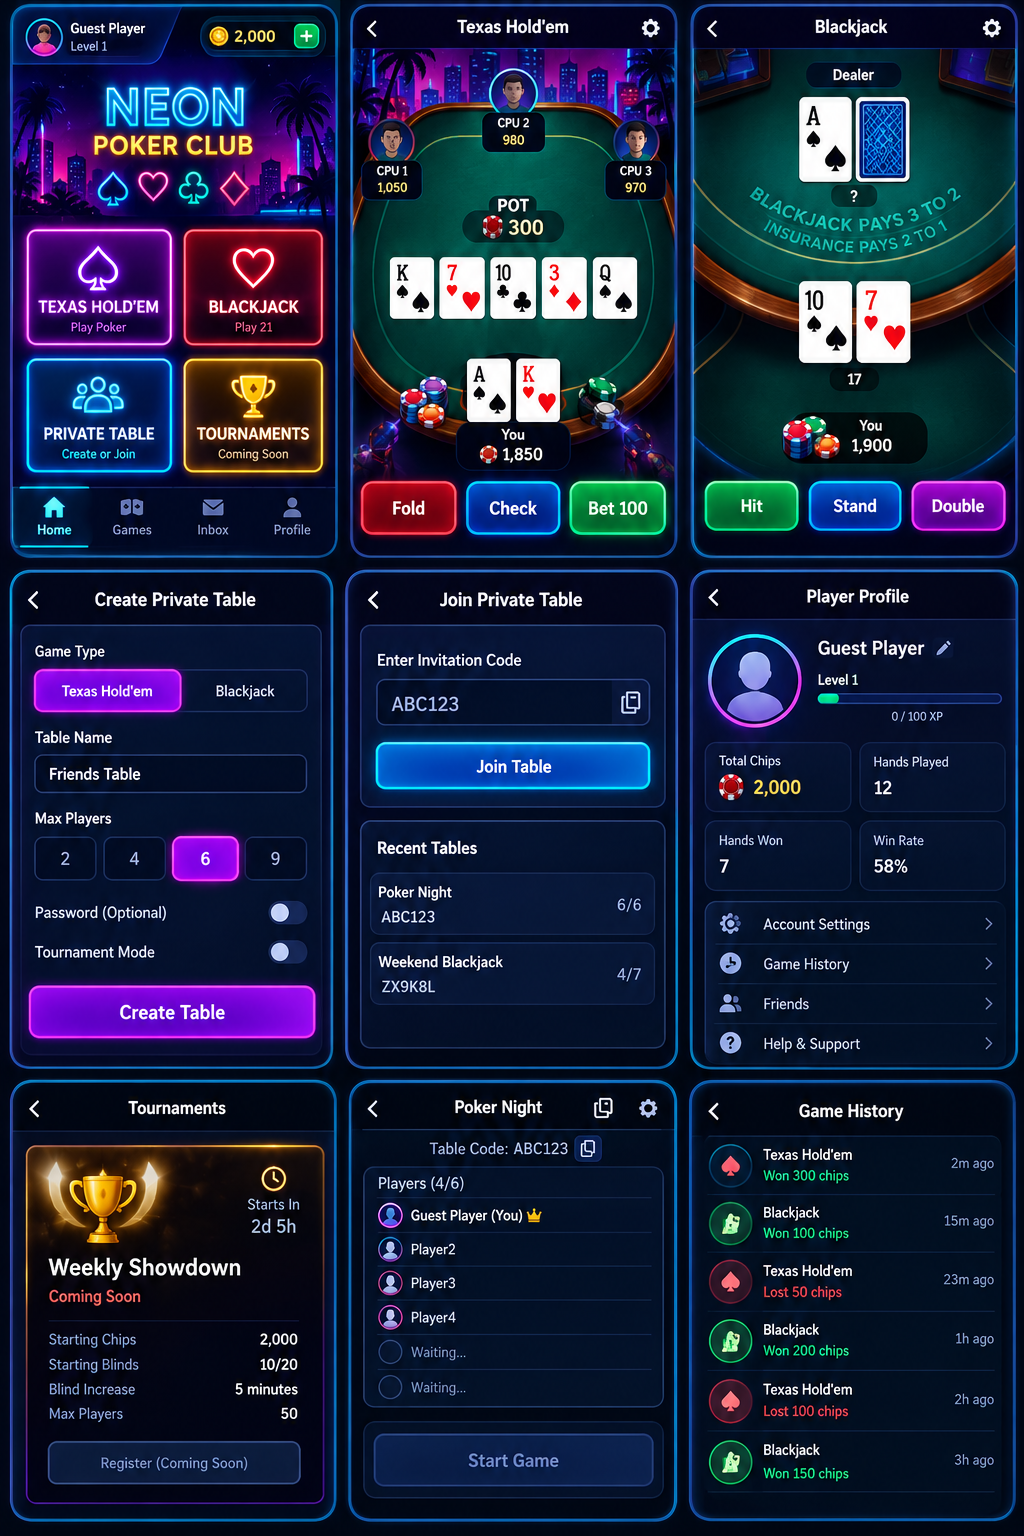 Guest Player
Level 1
2,000
NEON
POKER CLUB
TEXAS HOLD'EM
Play Poker
BLACKJACK
Play 21
PRIVATE TABLE
Create or Join
TOURNAMENTS
Coming Soon
Home
Games
Inbox
Profile
Texas Hold'em
CPU 2
980
CPU 1
1,050
CPU 3
970
POT
300
K
7
10
3
Q
A
K
You
1,850
Fold
Check
Bet 100
Blackjack
Dealer
A
?
BLACKJACK PAYS 3 TO 2
INSURANCE PAYS 2 TO 1
10
7
17
You
1,900
Hit
Stand
Double
Create Private Table
Game Type
Texas Hold'em
Blackjack
Table Name
Friends Table
Max Players
2
4
6
9
Password (Optional)
Tournament Mode
Create Table
Join Private Table
Enter Invitation Code
ABC123
Join Table
Recent Tables
Poker Night
ABC123
6/6
Weekend Blackjack
ZX9K8L
4/7
Player Profile
Guest Player
Level 1
0 / 100 XP
Total Chips
2,000
Hands Played
12
Hands Won
7
Win Rate
58%
Account Settings
Game History
Friends
? Help & Support
Tournaments
Starts In
2d 5h
Weekly Showdown
Coming Soon
Starting Chips 2,000
Starting Blinds 10/20
Blind Increase 5 minutes
Max Players 50
Register (Coming Soon)
Poker Night
Table Code: ABC123
Players (4/6)
Guest Player (You)
Player2
Player3
Player4
Waiting...
Waiting...
Start Game
Game History
Texas Hold'em
Won 300 chips
2m ago
Blackjack
Won 100 chips
15m ago
Texas Hold'em
Lost 50 chips
23m ago
Blackjack
Won 200 chips
1h ago
Texas Hold'em
Lost 100 chips
2h ago
Blackjack
Won 150 chips
3h ago